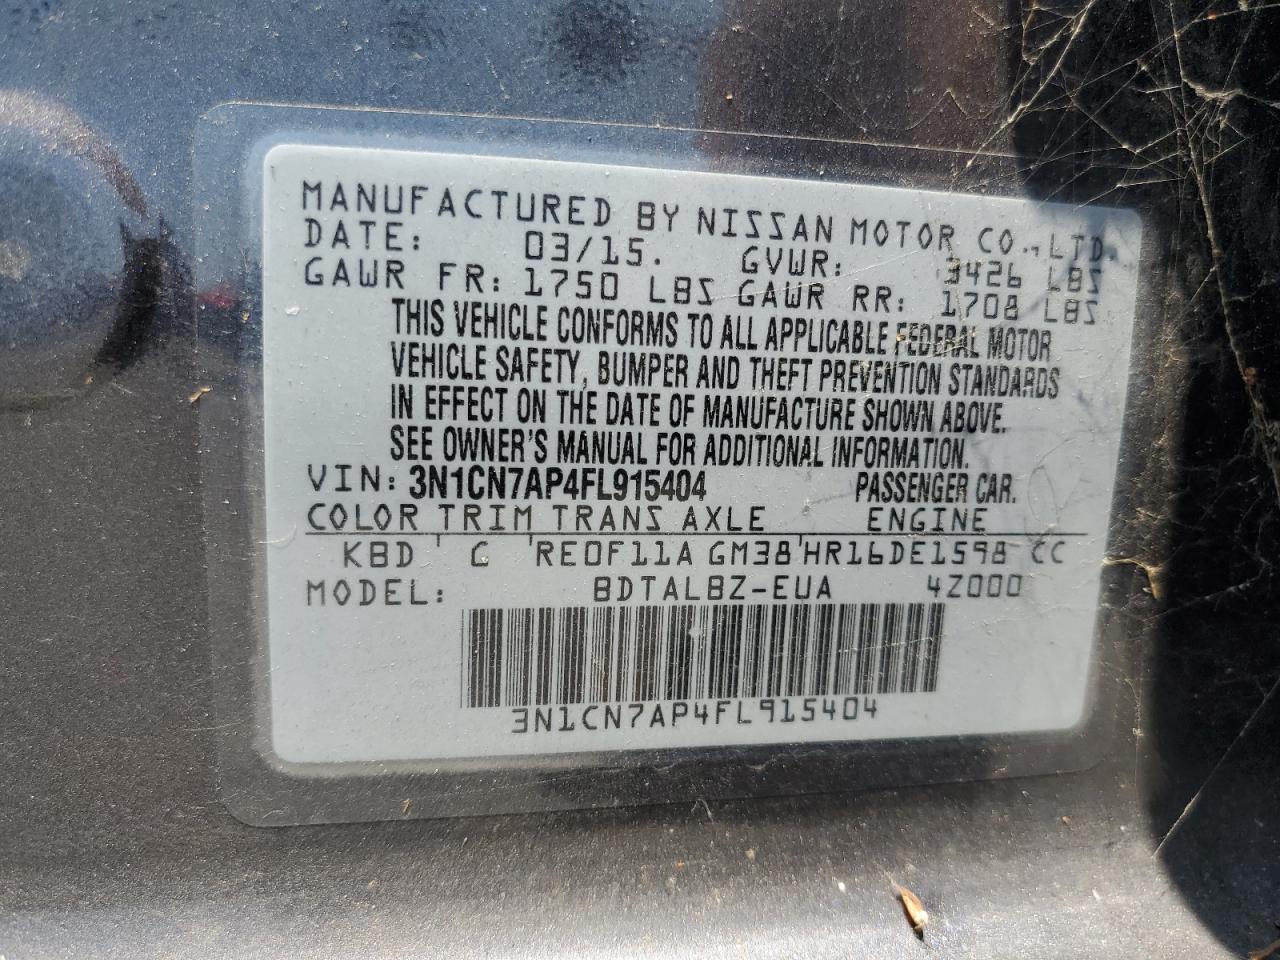 MANUFACTURED BY NISSAN MOTOR CO.,LTD.
DATE: 03/15. GVWR: 3426 LBS
GAWR FR: 1750 LBS GAWR RR: 1708 LBS
THIS VEHICLE CONFORMS TO ALL APPLICABLE FEDERAL MOTOR
VEHICLE SAFETY, BUMPER AND THEFT PREVENTION STANDARDS
IN EFFECT ON THE DATE OF MANUFACTURE SHOWN ABOVE.
SEE OWNER'S MANUAL FOR ADDITIONAL INFORMATION.
VIN: 3N1CN7AP4FL915404 PASSENGER CAR.
COLOR TRIM TRANS AXLE ENGINE
KBD C RE0F11A GM38 HR16DE1598 CC
MODEL: BDTALBZ-EUA 4Z000
3N1CN7AP4FL915404